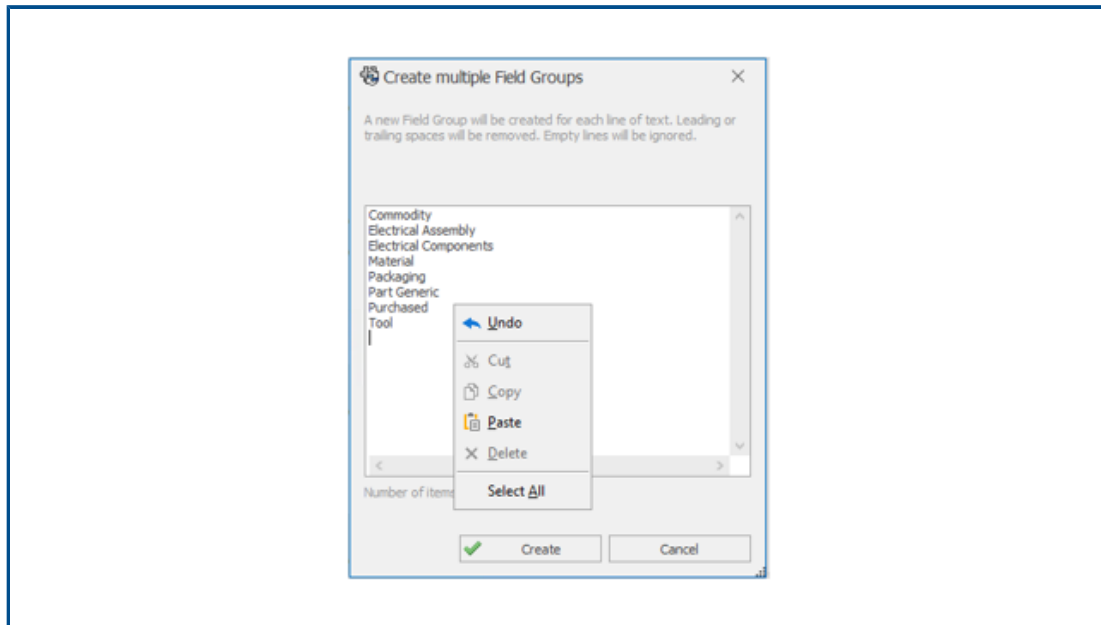 Create multiple Field Groups
A new Field Group will be created for each line of text. Leading or
trailing spaces will be removed. Empty lines will be ignored.
Commodity
Electrical Assembly
Electrical Components
Material
Packaging
Part Generic
Purchased
Tool
Undo
Cut
Copy
Paste
Delete
Select All
Number of items
Create
Cancel